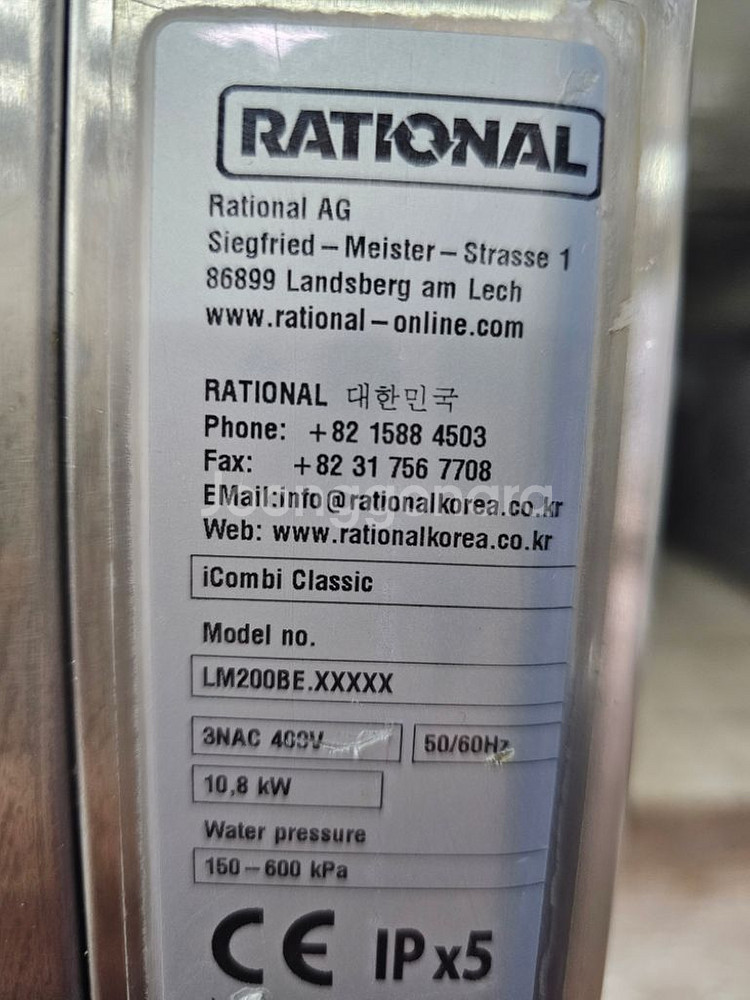 RATIONAL
Rational AG
Siegfried – Meister – Strasse 1
86899 Landsberg am Lech
www.rational – online.com
RATIONAL 대한민국
Phone: +82 1588 4503
Fax: +82 31 756 7708
EMail:info@rationalkorea.co.kr
Joonggonara
Web: www.rationalkorea.co.kr
iCombi Classic
Model no.
LM200BE.XXXXX
3NAC 400V
50/60Hz
10,8 kW
Water pressure
150 – 600 kPa
CE IP x5